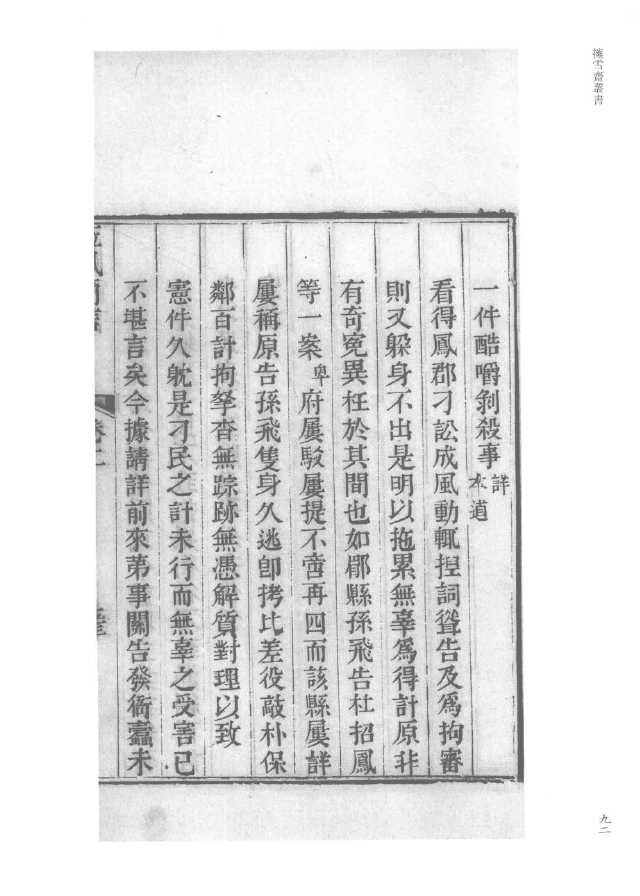 擁雪齋叢書
一件酷嚼剝殺事詳本道
看得鳳郡刁訟成風動輒揑詞聳告及爲拘審
則又躲身不出是明以拖累無辜爲得計原非
有奇寃異枉於其間也如郿縣孫飛告杜招鳳
等一案卑府屢駁屢提不啻再四而該縣屢詳
屢稱原告孫飛隻身久逃卽拷比差役敲朴保
鄰百計拘拏杳無踪跡無憑解質對理以致
憲件久躭是刁民之計未行而無辜之受害已
不堪言矣今據請詳前來苐事關告發衙蠹未
卷二
九二